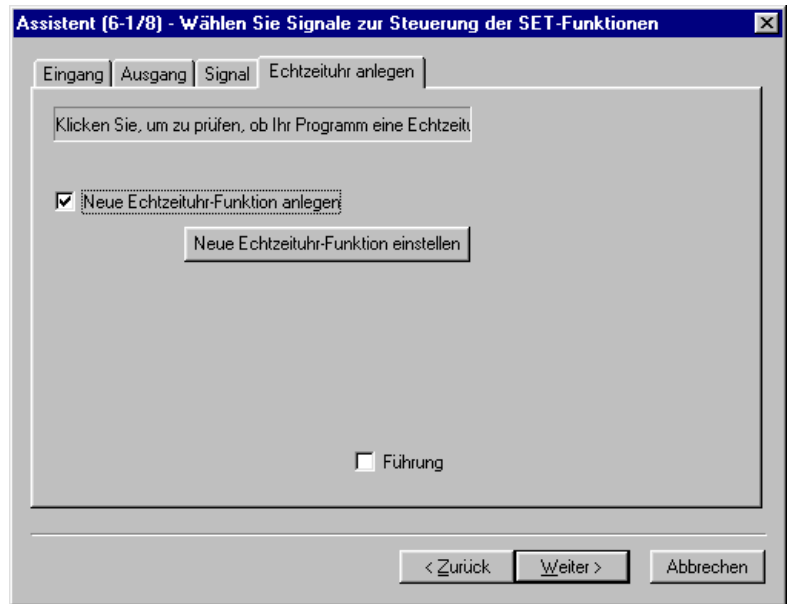 Assistent (6-1/8) - Wählen Sie Signale zur Steuerung der SET-Funktionen
Eingang Ausgang Signal Echtzeituhr anlegen
Klicken Sie, um zu prüfen, ob Ihr Programm eine Echtzeitu
Neue Echtzeituhr-Funktion anlegen
Neue Echtzeituhr-Funktion einstellen
Führung
< Zurück Weiter > Abbrechen